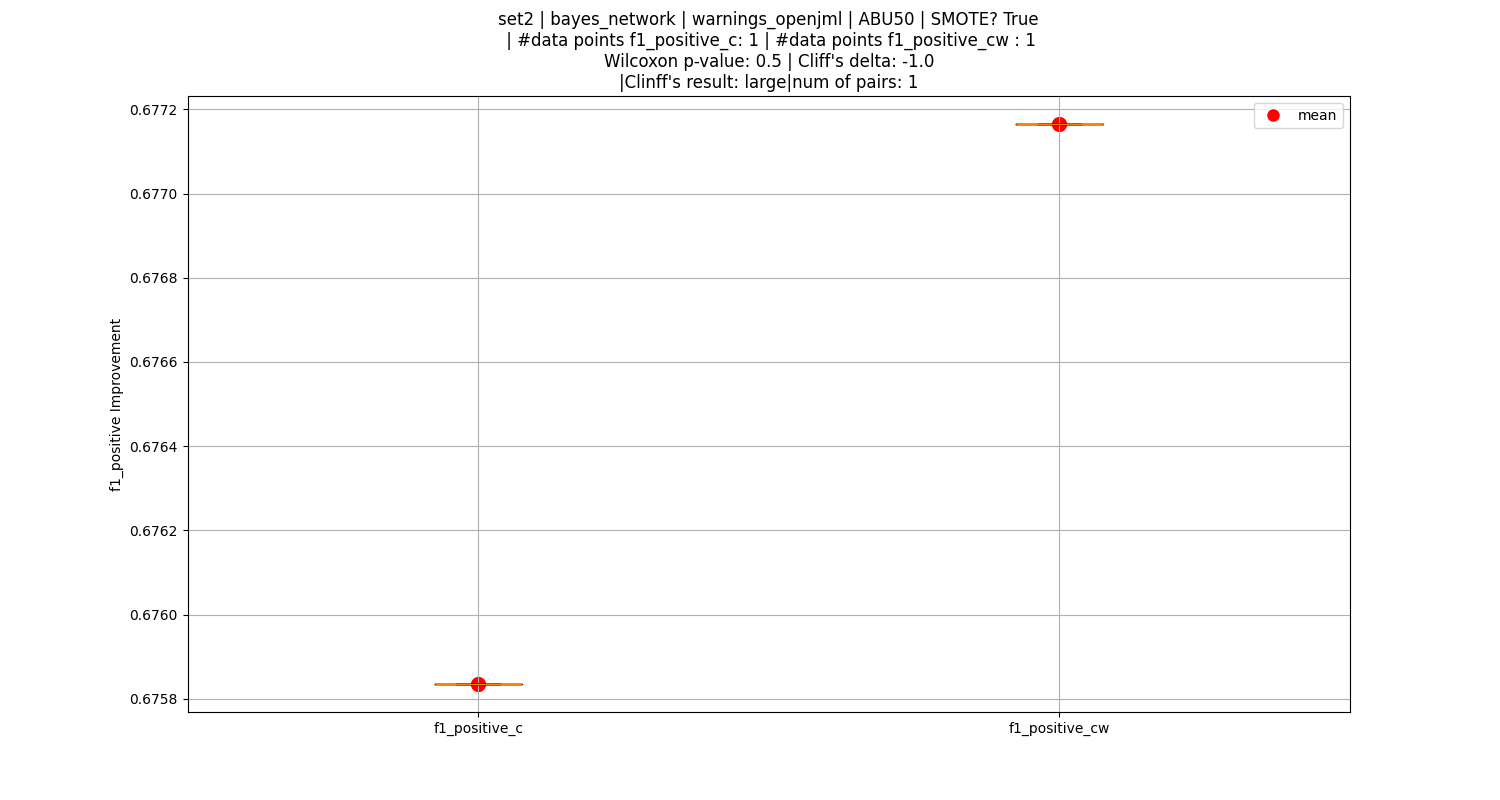 set2 | bayes_network | warnings_openjml | ABU50 | SMOTE? True
| #data points f1_positive_c: 1 | #data points f1_positive_cw : 1
Wilcoxon p-value: 0.5 | Cliff's delta: -1.0
|Clinff's result: large|num of pairs: 1
mean
0.6772
0.6770
0.6768
0.6766
0.6764
0.6762
0.6760
0.6758
f1_positive Improvement
f1_positive_c
f1_positive_cw